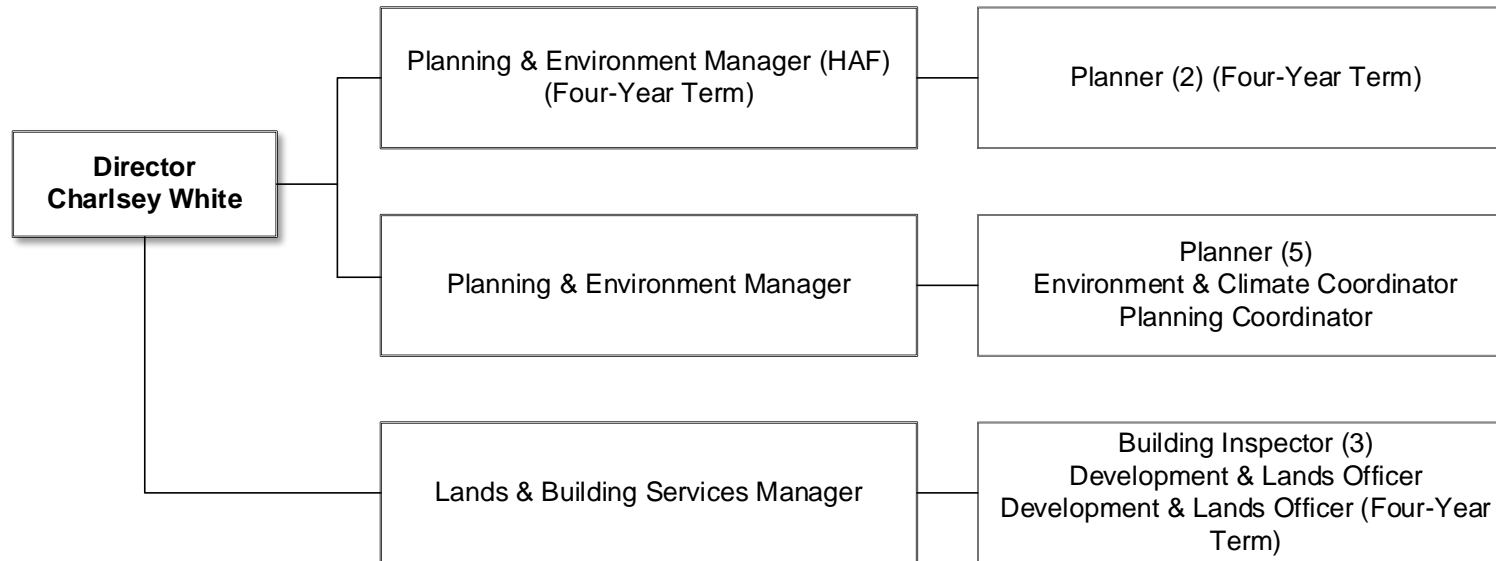 Planning & Environment Manager (HAF)
(Four-Year Term)
Planner (2) (Four-Year Term)
Director
Charlsey White
Planning & Environment Manager
Planner (5)
Environment & Climate Coordinator
Planning Coordinator
Lands & Building Services Manager
Building Inspector (3)
Development & Lands Officer
Development & Lands Officer (Four-Year
Term)